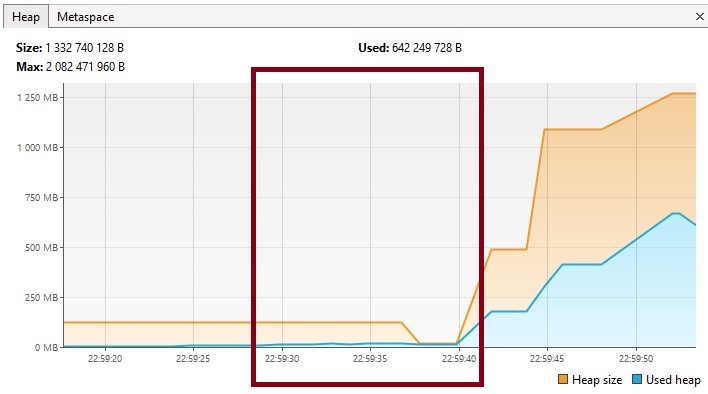 Heap Metaspace ×
Size: 1 332 740 128 B Used: 642 249 728 B
Max: 2 082 471 960 B
1 250 MB
1 000 MB
750 MB
500 MB
250 MB
0 MB
22:59:20 22:59:25 22:59:30 22:59:35 22:59:40 22:59:45 22:59:50
Heap size Used heap